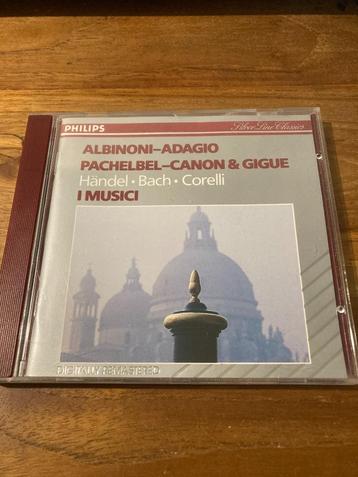 PHILIPS
Silver Line Classics
ALBINONI–ADAGIO
PACHELBEL–CANON & GIGUE
Händel • Bach • Corelli
I MUSICI
DIGITALLY REMASTERED